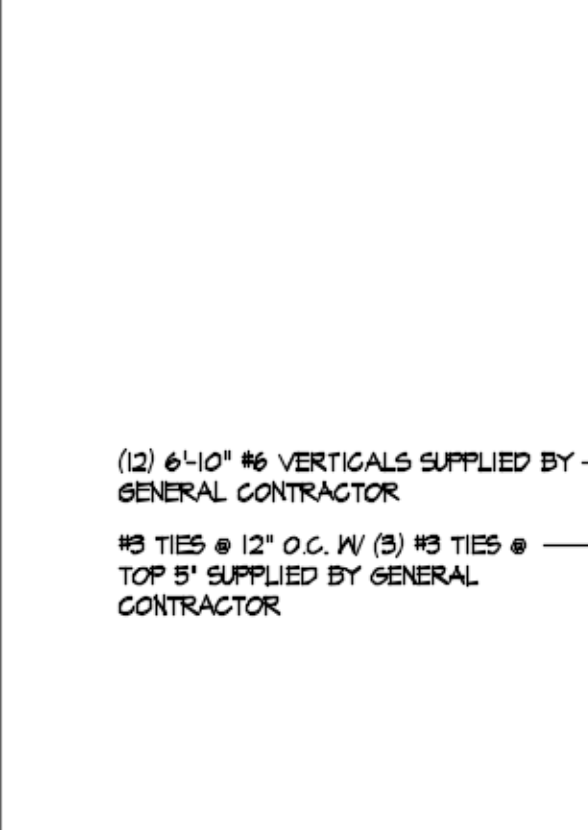 (12) 6'-10" #6 VERTICALS SUPPLIED BY
GENERAL CONTRACTOR
#3 TIES @ 12" O.C. W/ (3) #3 TIES @
TOP 5" SUPPLIED BY GENERAL
CONTRACTOR